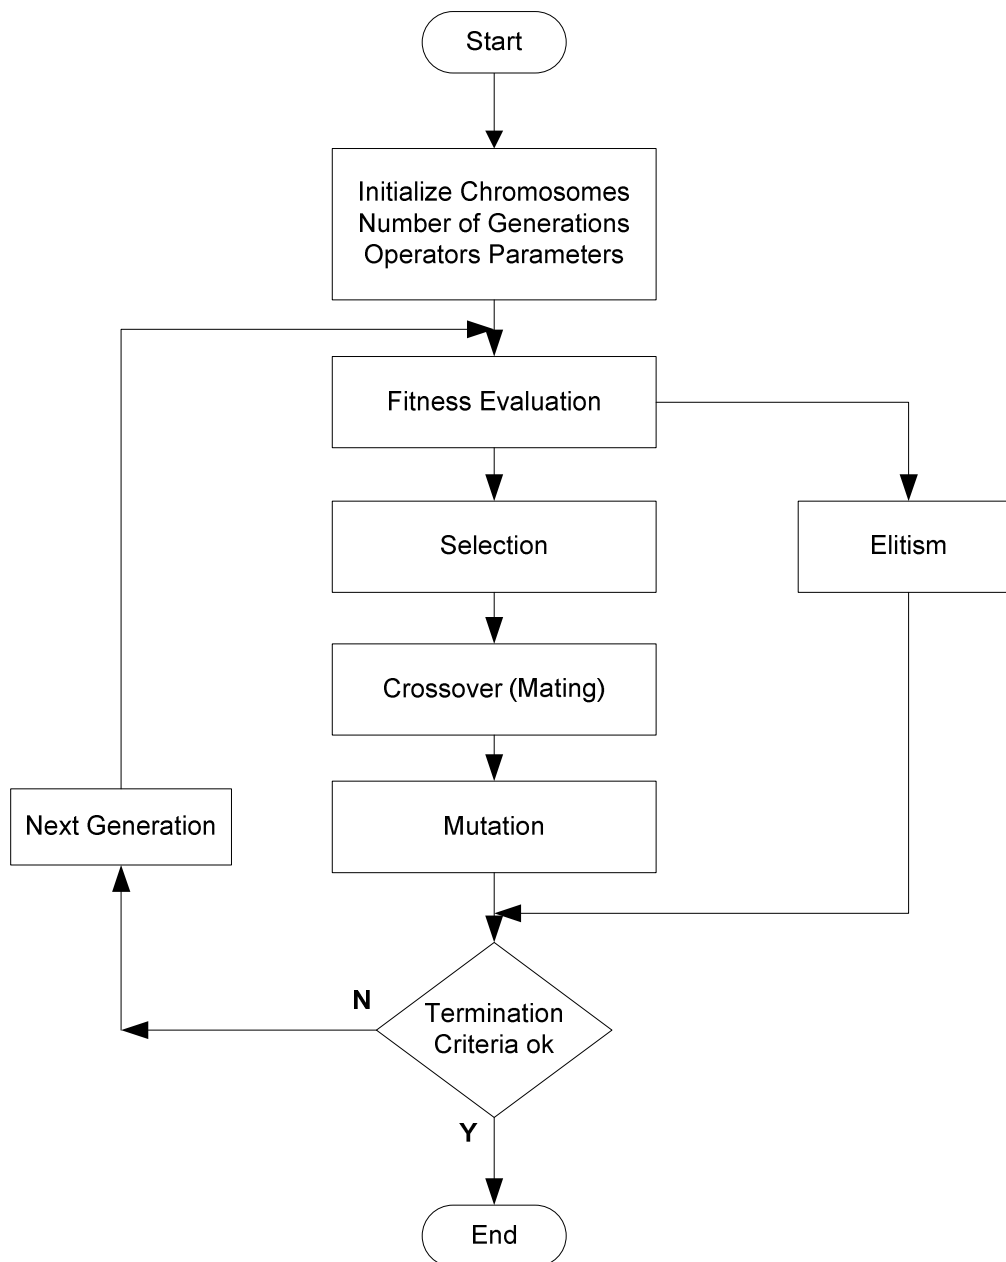 Start
Initialize Chromosomes
Number of Generations
Operators Parameters
Fitness Evaluation
Selection
Elitism
Crossover (Mating)
Next Generation
Mutation
N
Termination
Criteria ok
Y
End